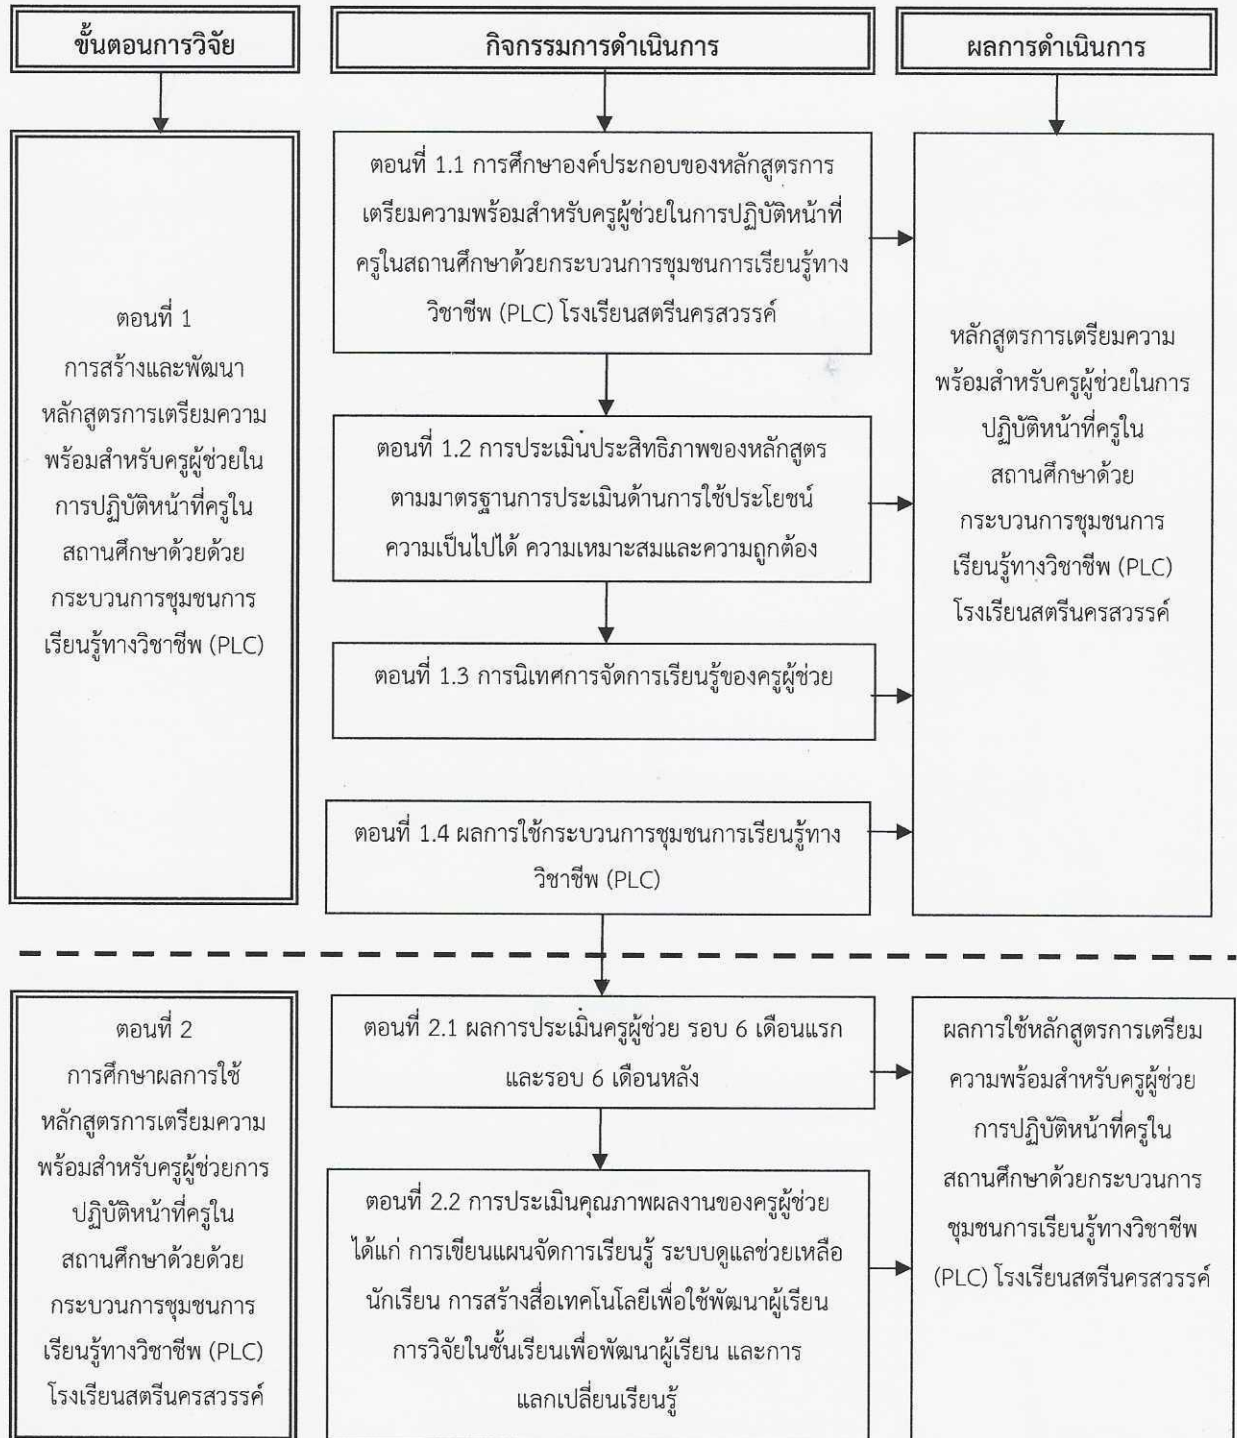 ขั้นตอนการวิจัย
กิจกรรมการดำเนินการ
ผลการดำเนินการ
ตอนที่ 1
การสร้างและพัฒนา
หลักสูตรการเตรียมความ
พร้อมสำหรับครูผู้ช่วยใน
การปฏิบัติหน้าที่ครูใน
สถานศึกษาด้วยด้วย
กระบวนการชุมชนการ
เรียนรู้ทางวิชาชีพ (PLC)
ตอนที่ 1.1 การศึกษาองค์ประกอบของหลักสูตรการ
เตรียมความพร้อมสำหรับครูผู้ช่วยในการปฏิบัติหน้าที่
ครูในสถานศึกษาด้วยกระบวนการชุมชนการเรียนรู้ทาง
วิชาชีพ (PLC) โรงเรียนสตรีนครสวรรค์
ตอนที่ 1.2 การประเมินประสิทธิภาพของหลักสูตร
ตามมาตรฐานการประเมินด้านการใช้ประโยชน์
ความเป็นไปได้ ความเหมาะสมและความถูกต้อง
ตอนที่ 1.3 การนิเทศการจัดการเรียนรู้ของครูผู้ช่วย
ตอนที่ 1.4 ผลการใช้กระบวนการชุมชนการเรียนรู้ทาง
วิชาชีพ (PLC)
หลักสูตรการเตรียมความ
พร้อมสำหรับครูผู้ช่วยในการ
ปฏิบัติหน้าที่ครูใน
สถานศึกษาด้วย
กระบวนการชุมชนการ
เรียนรู้ทางวิชาชีพ (PLC)
โรงเรียนสตรีนครสวรรค์
ตอนที่ 2
การศึกษาผลการใช้
หลักสูตรการเตรียมความ
พร้อมสำหรับครูผู้ช่วยการ
ปฏิบัติหน้าที่ครูใน
สถานศึกษาด้วยด้วย
กระบวนการชุมชนการ
เรียนรู้ทางวิชาชีพ (PLC)
โรงเรียนสตรีนครสวรรค์
ตอนที่ 2.1 ผลการประเมินครูผู้ช่วย รอบ 6 เดือนแรก
และรอบ 6 เดือนหลัง
ตอนที่ 2.2 การประเมินคุณภาพผลงานของครูผู้ช่วย
ได้แก่ การเขียนแผนจัดการเรียนรู้ ระบบดูแลช่วยเหลือ
นักเรียน การสร้างสื่อเทคโนโลยีเพื่อใช้พัฒนาผู้เรียน
การวิจัยในชั้นเรียนเพื่อพัฒนาผู้เรียน และการ
แลกเปลี่ยนเรียนรู้
ผลการใช้หลักสูตรการเตรียม
ความพร้อมสำหรับครูผู้ช่วย
การปฏิบัติหน้าที่ครูใน
สถานศึกษาด้วยกระบวนการ
ชุมชนการเรียนรู้ทางวิชาชีพ
(PLC) โรงเรียนสตรีนครสวรรค์